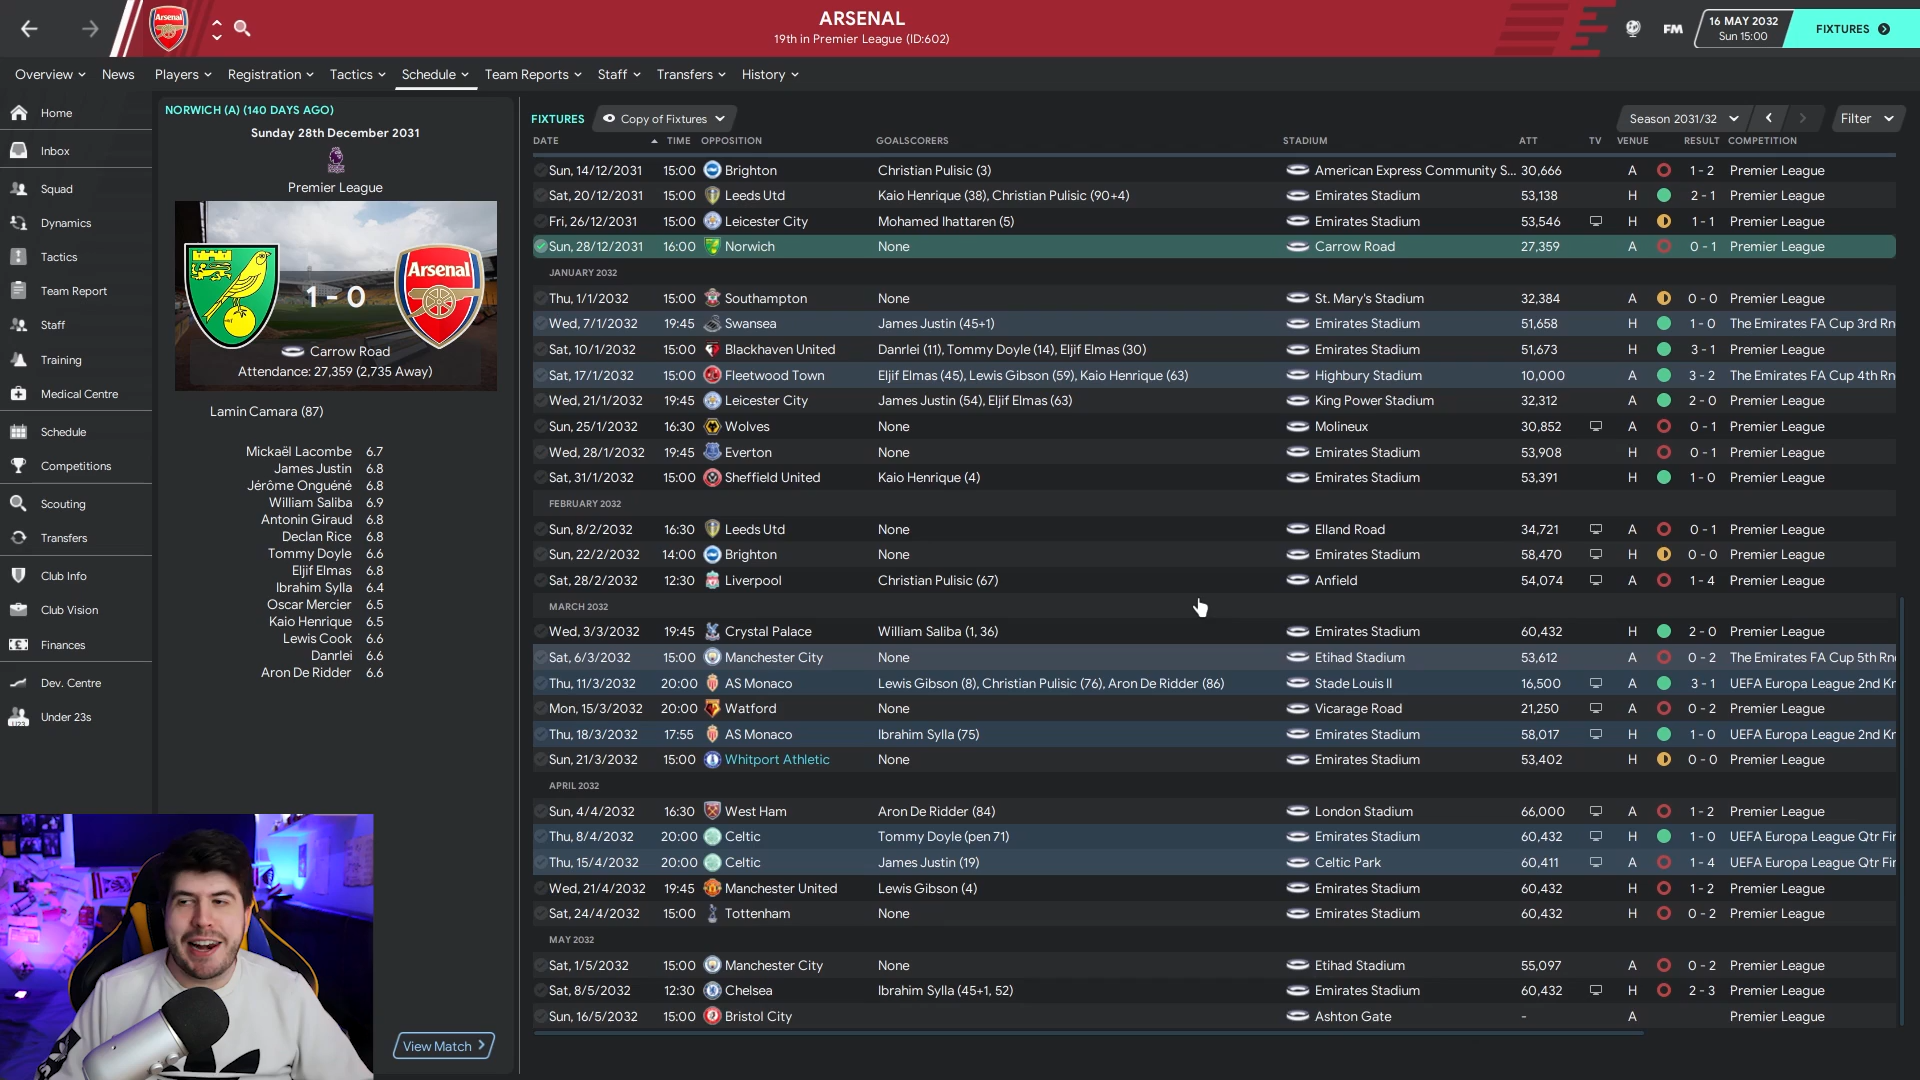 ARSENAL
19th in Premier League (ID:602)
FM
16 MAY 2032
Sun 15:00
FIXTURES
Overview
News
Players
Registration
Tactics
Schedule
Team Reports
Staff
Transfers
History
Home
Inbox
Squad
Dynamics
Tactics
Team Report
Staff
Training
Medical Centre
Schedule
Competitions
Scouting
Transfers
Club Info
Club Vision
Finances
Dev. Centre
Under 23s
NORWICH (A) (140 DAYS AGO)
Sunday 28th December 2031
Premier League
Arsenal
1 - 0
Carrow Road
Attendance: 27,359 (2,735 Away)
Lamin Camara (87)
Mickaël Lacombe 6.7
James Justin 6.8
Jérôme Onguéné 6.8
William Saliba 6.9
Antonin Giraud 6.8
Declan Rice 6.8
Tommy Doyle 6.6
Eljif Elmas 6.8
Ibrahim Sylla 6.4
Oscar Mercier 6.5
Kaio Henrique 6.5
Lewis Cook 6.6
Danrlei 6.6
Aron De Ridder 6.6
View Match
FIXTURES Copy of Fixtures Season 2031/32 Filter
DATE TIME OPPOSITION GOALSCORERS STADIUM ATT TV VENUE RESULT COMPETITION
Sun, 14/12/2031 15:00 Brighton Christian Pulisic (3) American Express Community S... 30,666 A 1 - 2 Premier League
Sat, 20/12/2031 15:00 Leeds Utd Kaio Henrique (38), Christian Pulisic (90+4) Emirates Stadium 53,138 H 2 - 1 Premier League
Fri, 26/12/2031 15:00 Leicester City Mohamed Ihattaren (5) Emirates Stadium 53,546 H 1 - 1 Premier League
Sun, 28/12/2031 16:00 Norwich None Carrow Road 27,359 A 0 - 1 Premier League
JANUARY 2032
Thu, 1/1/2032 15:00 Southampton None St. Mary's Stadium 32,384 A 0 - 0 Premier League
Wed, 7/1/2032 19:45 Swansea James Justin (45+1) Emirates Stadium 51,658 H 1 - 0 The Emirates FA Cup 3rd Rn
Sat, 10/1/2032 15:00 Blackhaven United Danrlei (11), Tommy Doyle (14), Eljif Elmas (30) Emirates Stadium 51,673 H 3 - 1 Premier League
Sat, 17/1/2032 15:00 Fleetwood Town Eljif Elmas (45), Lewis Gibson (59), Kaio Henrique (63) Highbury Stadium 10,000 A 3 - 2 The Emirates FA Cup 4th Rn
Wed, 21/1/2032 19:45 Leicester City James Justin (54), Eljif Elmas (63) King Power Stadium 32,312 A 2 - 0 Premier League
Sun, 25/1/2032 16:30 Wolves None Molineux 30,852 A 0 - 1 Premier League
Wed, 28/1/2032 19:45 Everton None Emirates Stadium 53,908 H 0 - 1 Premier League
Sat, 31/1/2032 15:00 Sheffield United Kaio Henrique (4) Emirates Stadium 53,391 H 1 - 0 Premier League
FEBRUARY 2032
Sun, 8/2/2032 16:30 Leeds Utd None Elland Road 34,721 A 0 - 1 Premier League
Sun, 22/2/2032 14:00 Brighton None Emirates Stadium 58,470 H 0 - 0 Premier League
Sat, 28/2/2032 12:30 Liverpool Christian Pulisic (67) Anfield 54,074 A 1 - 4 Premier League
MARCH 2032
Wed, 3/3/2032 19:45 Crystal Palace William Saliba (1, 36) Emirates Stadium 60,432 H 2 - 0 Premier League
Sat, 6/3/2032 15:00 Manchester City None Etihad Stadium 53,612 A 0 - 2 The Emirates FA Cup 5th Rn
Thu, 11/3/2032 20:00 AS Monaco Lewis Gibson (8), Christian Pulisic (76), Aron De Ridder (86) Stade Louis II 16,500 A 3 - 1 UEFA Europa League 2nd Kr
Mon, 15/3/2032 20:00 Watford None Vicarage Road 21,250 A 0 - 2 Premier League
Thu, 18/3/2032 17:55 AS Monaco Ibrahim Sylla (75) Emirates Stadium 58,017 H 1 - 0 UEFA Europa League 2nd Kr
Sun, 21/3/2032 15:00 Whitport Athletic None Emirates Stadium 53,402 H 0 - 0 Premier League
APRIL 2032
Sun, 4/4/2032 16:30 West Ham Aron De Ridder (84) London Stadium 66,000 A 1 - 2 Premier League
Thu, 8/4/2032 20:00 Celtic Tommy Doyle (pen 71) Emirates Stadium 60,432 H 1 - 0 UEFA Europa League Qtr Fir
Thu, 15/4/2032 20:00 Celtic James Justin (19) Celtic Park 60,411 A 1 - 4 UEFA Europa League Qtr Fir
Wed, 21/4/2032 19:45 Manchester United Lewis Gibson (4) Emirates Stadium 60,432 H 1 - 2 Premier League
Sat, 24/4/2032 15:00 Tottenham None Emirates Stadium 60,432 H 0 - 2 Premier League
MAY 2032
Sat, 1/5/2032 15:00 Manchester City None Etihad Stadium 55,097 A 0 - 2 Premier League
Sat, 8/5/2032 12:30 Chelsea Ibrahim Sylla (45+1, 52) Emirates Stadium 60,432 H 2 - 3 Premier League
Sun, 16/5/2032 15:00 Bristol City Ashton Gate - A Premier League